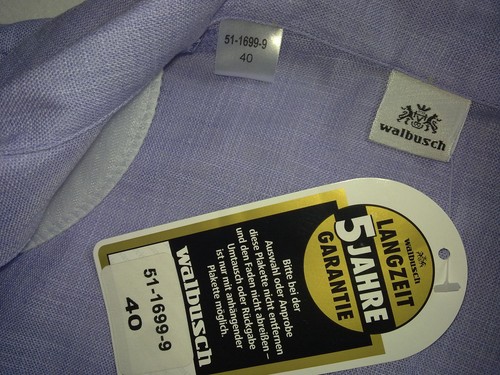 51-1699-9
40
walbusch
walbusch
LANGZEIT
5 JAHRE
GARANTIE
Bitte bei der
Auswahl oder Anprobe
diese Plakette nicht entfernen
und den Faden nicht abreißen –
Umtausch oder Rückgabe
ist nur mit anhängender
Plakette möglich.
walbusch
51-1699-9
40